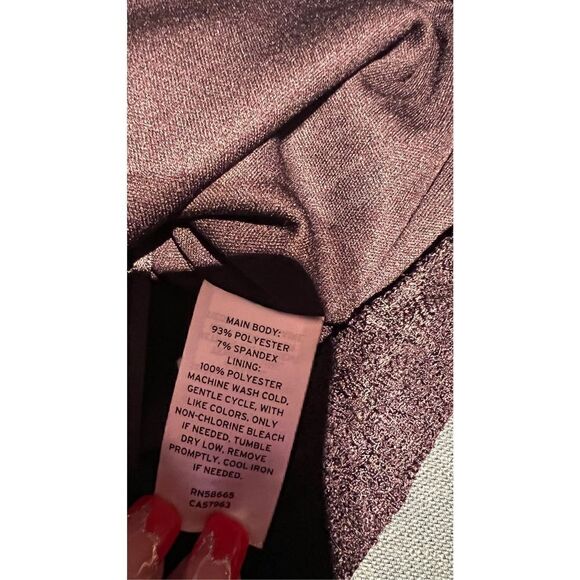 MAIN BODY:
93% POLYESTER
7% SPANDEX
LINING:
100% POLYESTER
MACHINE WASH COLD,
GENTLE CYCLE, WITH
LIKE COLORS, ONLY
NON-CHLORINE BLEACH
IF NEEDED, TUMBLE
DRY LOW, REMOVE
PROMPTLY, COOL IRON
IF NEEDED.
RN58665
CA57963